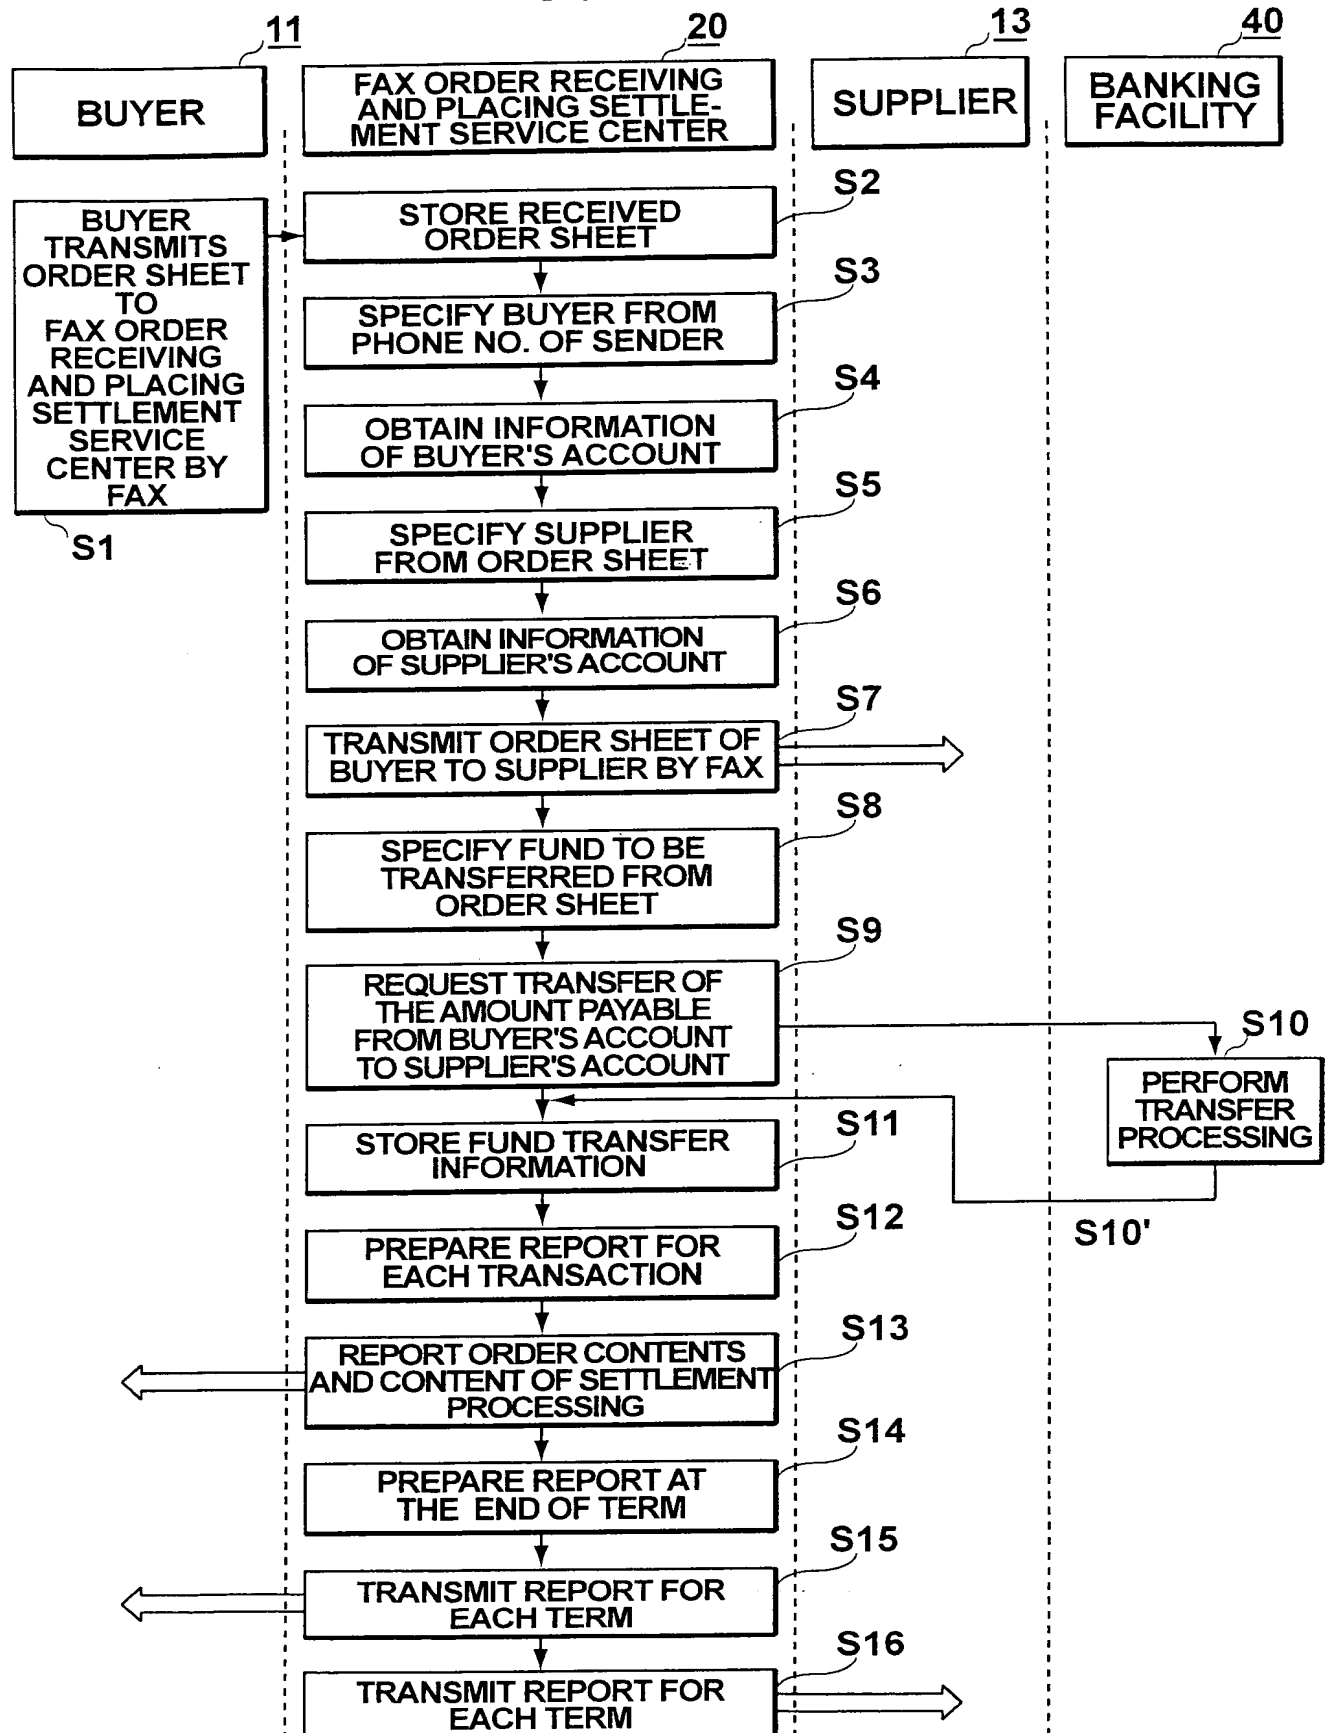 11
20
13
40
BUYER
FAX ORDER RECEIVING
AND PLACING SETTLE-
MENT SERVICE CENTER
SUPPLIER
BANKING
FACILITY
BUYER
TRANSMITS
ORDER SHEET
TO
FAX ORDER
RECEIVING
AND PLACING
SETTLEMENT
SERVICE
CENTER BY
FAX
S1
S2
STORE RECEIVED
ORDER SHEET
S3
SPECIFY BUYER FROM
PHONE NO. OF SENDER
S4
OBTAIN INFORMATION
OF BUYER'S ACCOUNT
S5
SPECIFY SUPPLIER
FROM ORDER SHEET
S6
OBTAIN INFORMATION
OF SUPPLIER'S ACCOUNT
S7
TRANSMIT ORDER SHEET OF
BUYER TO SUPPLIER BY FAX
S8
SPECIFY FUND TO BE
TRANSFERRED FROM
ORDER SHEET
S9
REQUEST TRANSFER OF
THE AMOUNT PAYABLE
FROM BUYER'S ACCOUNT
TO SUPPLIER'S ACCOUNT
S10
PERFORM
TRANSFER
PROCESSING
S10'
S11
STORE FUND TRANSFER
INFORMATION
S12
PREPARE REPORT FOR
EACH TRANSACTION
S13
REPORT ORDER CONTENTS
AND CONTENT OF SETTLEMENT
PROCESSING
S14
PREPARE REPORT AT
THE END OF TERM
S15
TRANSMIT REPORT FOR
EACH TERM
S16
TRANSMIT REPORT FOR
EACH TERM